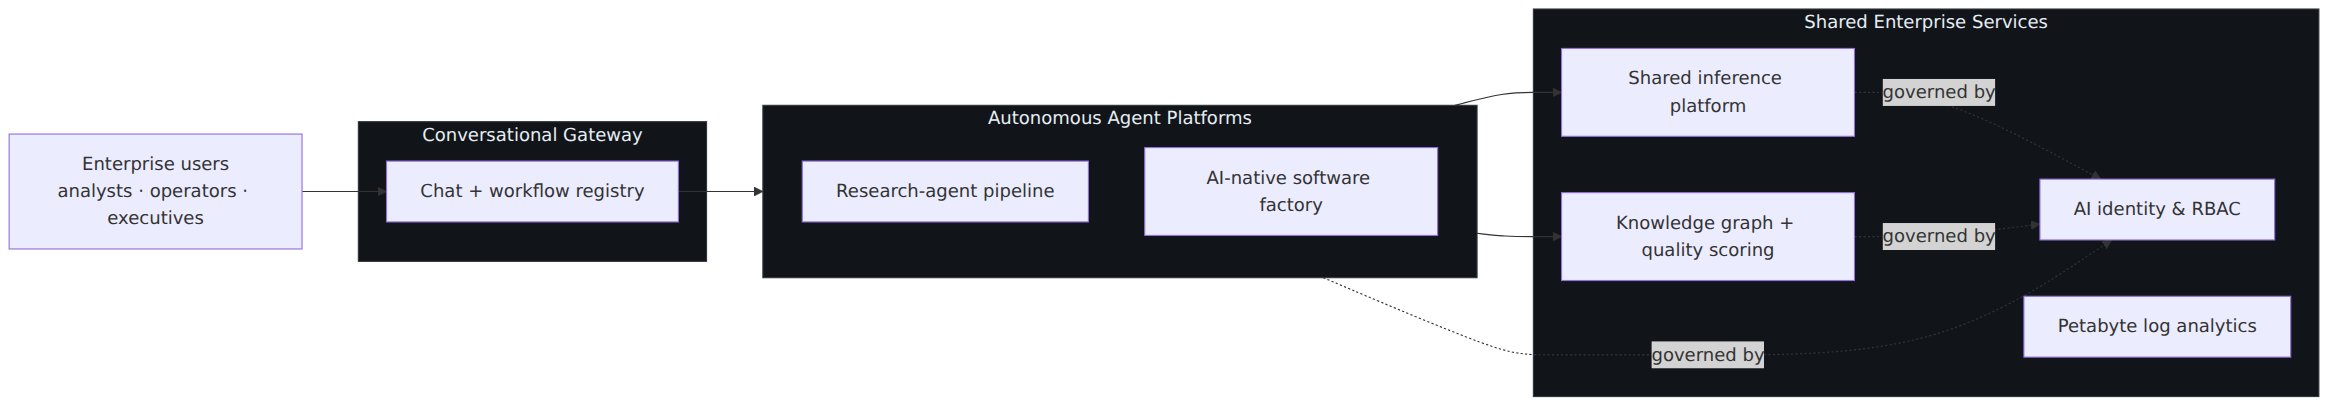 Enterprise users
analysts · operators ·
executives
Conversational Gateway
Chat + workflow registry
Autonomous Agent Platforms
Research-agent pipeline
AI-native software
factory
Shared Enterprise Services
Shared inference
platform
governed by
Knowledge graph +
quality scoring
governed by
AI identity & RBAC
Petabyte log analytics
governed by